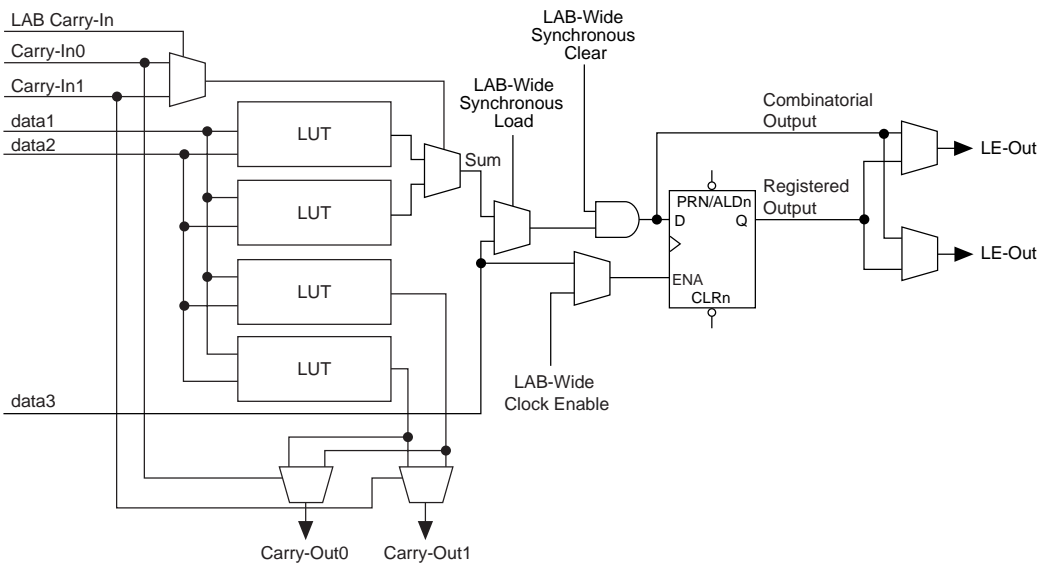 LAB Carry-In
Carry-In0
Carry-In1
data1
data2
data3
LUT
LUT
LUT
LUT
Sum
LAB-Wide
Synchronous
Load
LAB-Wide
Synchronous
Clear
LAB-Wide
Clock Enable
PRN/ALDn
D
Q
ENA
CLRn
Combinatorial
Output
Registered
Output
LE-Out
LE-Out
Carry-Out0
Carry-Out1